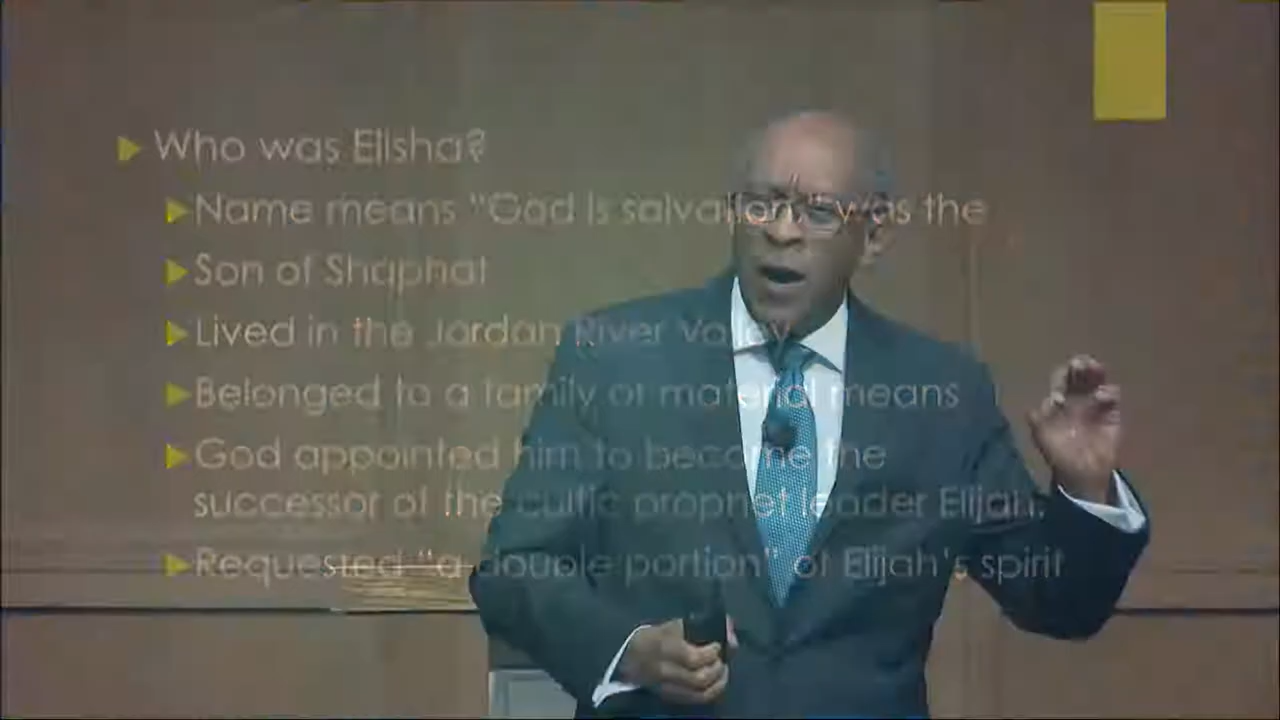 Who was Elisha?
Name means "God is salvation" was the
Son of Shaphat
Lived in the Jordan River Valley
Belonged to a family of material means
God appointed him to become the
successor of the cultic prophet leader Elijah.
Requested "a double portion" of Elijah's spirit